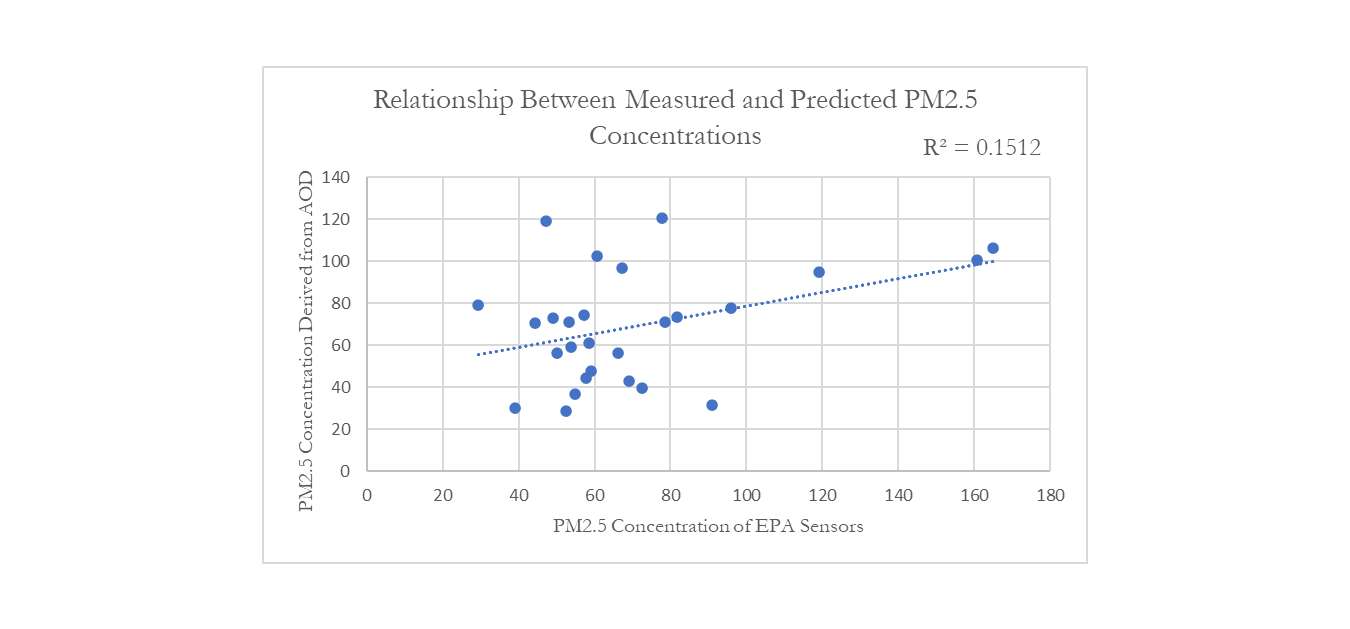 Relationship Between Measured and Predicted PM2.5
Concentrations
R² = 0.1512
PM2.5 Concentration Derived from AOD
140
120
100
80
60
40
20
0
0 20 40 60 80 100 120 140 160 180
PM2.5 Concentration of EPA Sensors